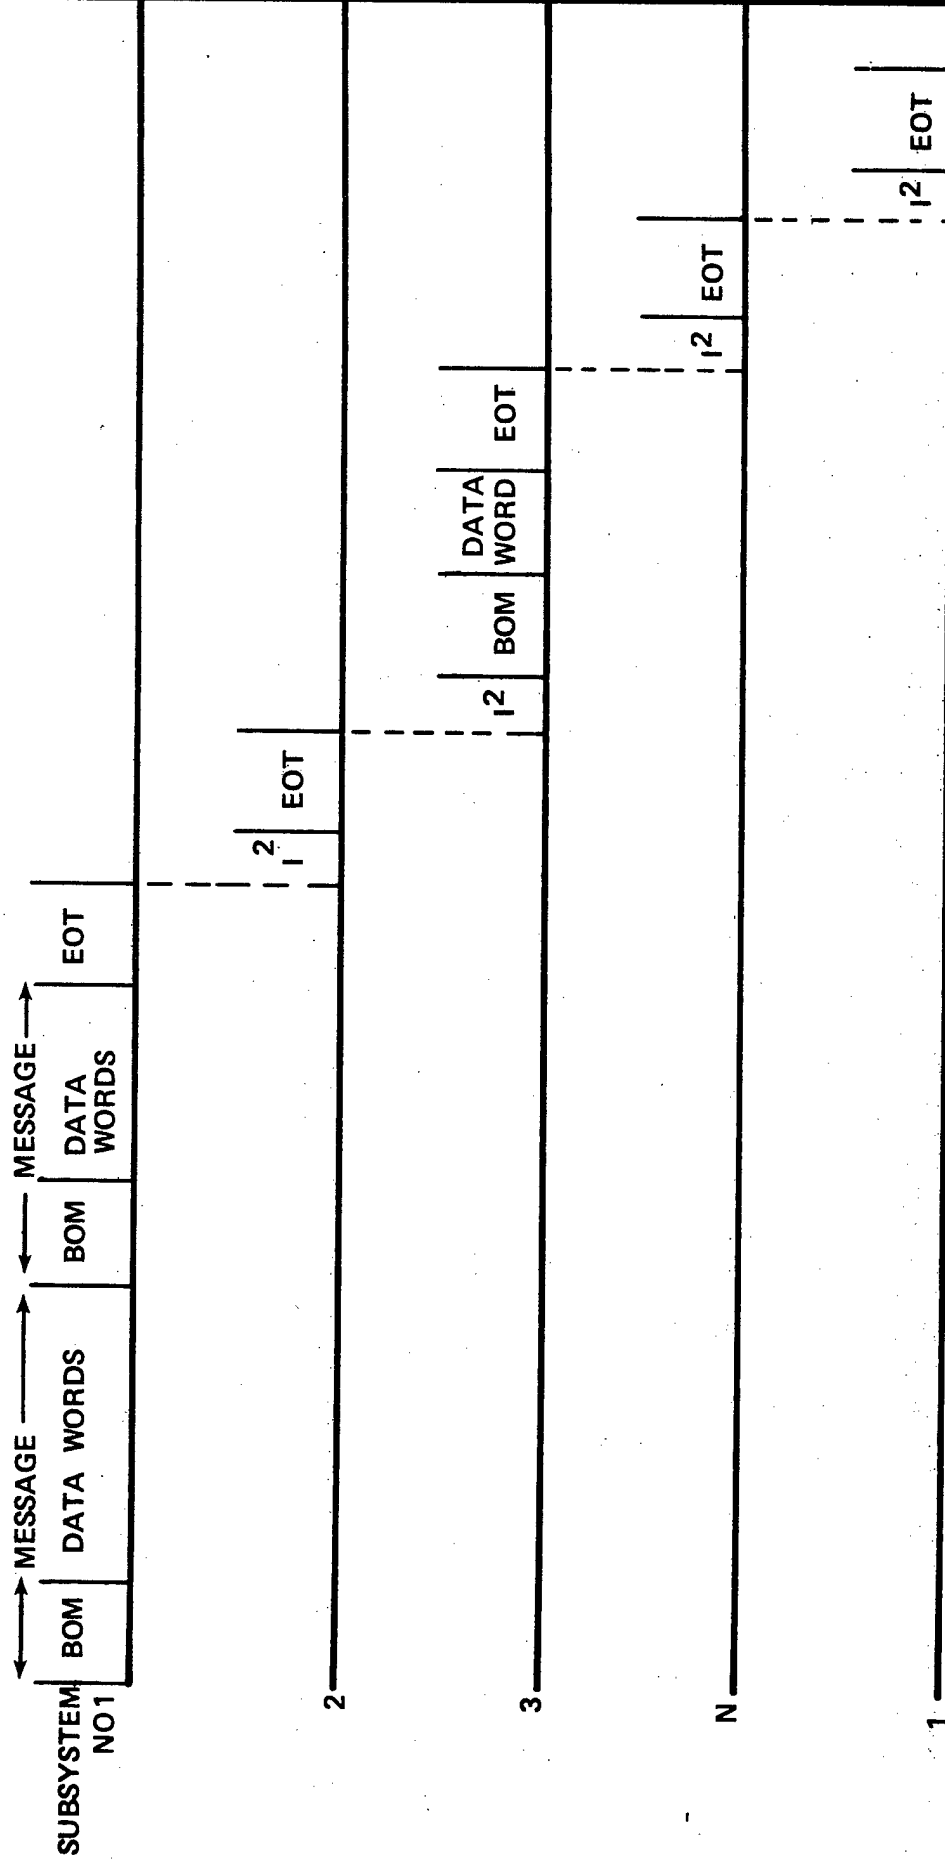 MESSAGE MESSAGE
SUBSYSTEM NO1 BOM DATA WORDS BOM DATA WORDS EOT
2 I² EOT
3 I² BOM DATA WORD EOT
N I² EOT
1 I² EOT